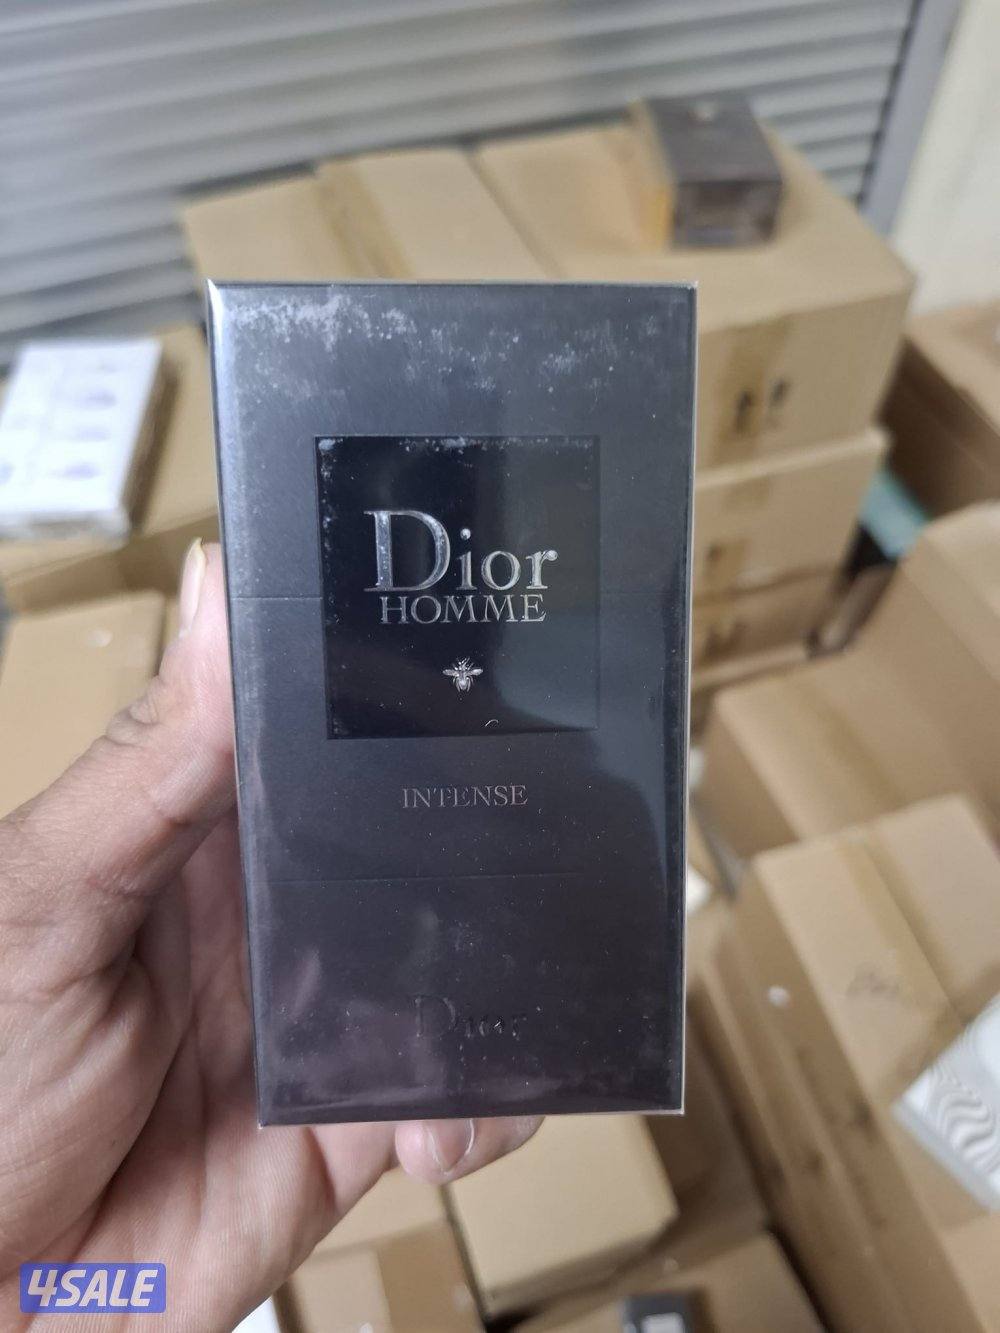 Dior
HOMME
INTENSE
Dior
4SALE